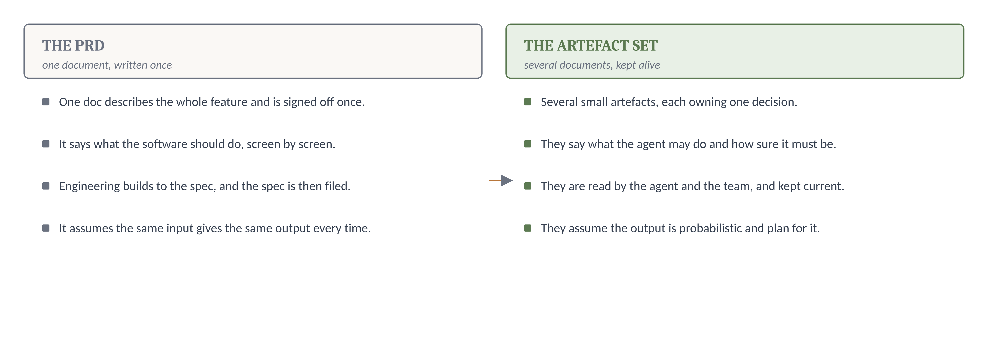 THE PRD
one document, written once
One doc describes the whole feature and is signed off once.
It says what the software should do, screen by screen.
Engineering builds to the spec, and the spec is then filed.
It assumes the same input gives the same output every time.
THE ARTEFACT SET
several documents, kept alive
Several small artefacts, each owning one decision.
They say what the agent may do and how sure it must be.
They are read by the agent and the team, and kept current.
They assume the output is probabilistic and plan for it.